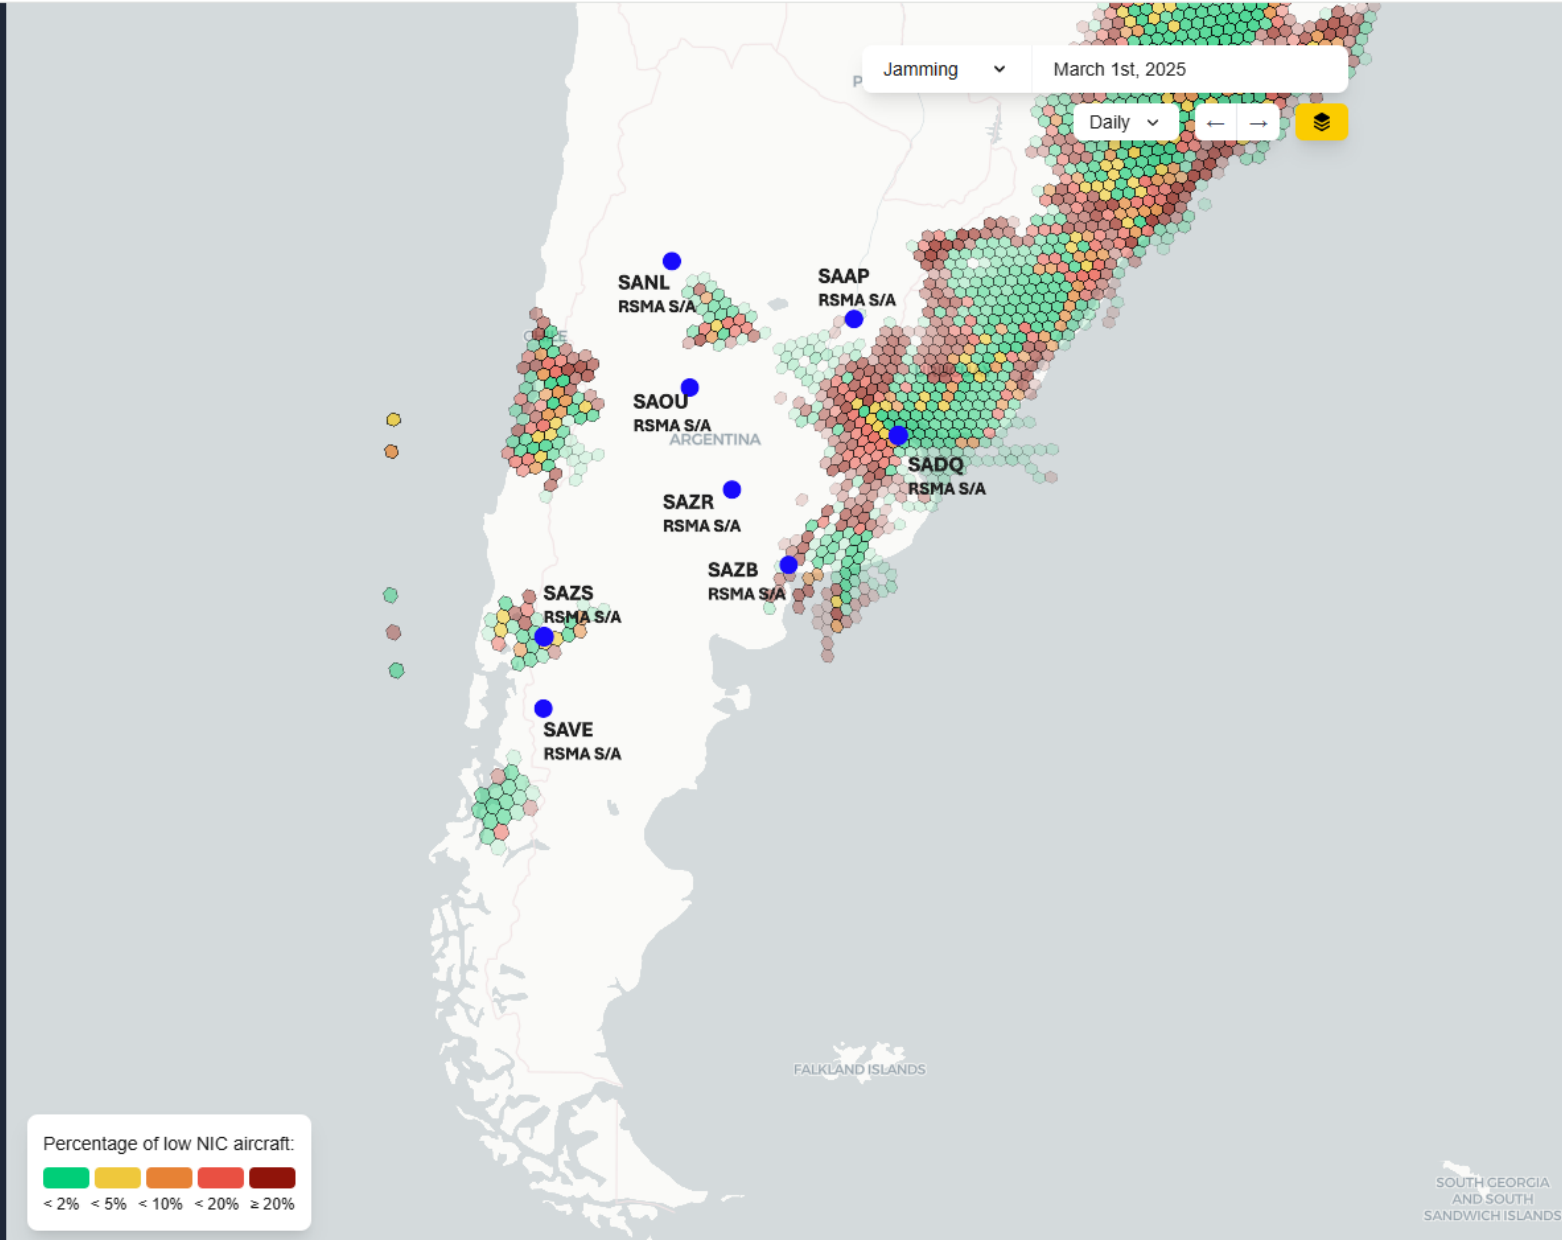 Jamming
March 1st, 2025
Daily
SANL
RSMA S/A
SAAP
RSMA S/A
SAOU
RSMA S/A
ARGENTINA
SADQ
RSMA S/A
SAZR
RSMA S/A
SAZB
RSMA S/A
SAZS
RSMA S/A
SAVE
RSMA S/A
FALKLAND ISLANDS
Percentage of low NIC aircraft:
< 2% < 5% < 10% < 20% ≥ 20%
SOUTH GEORGIA
AND SOUTH
SANDWICH ISLANDS